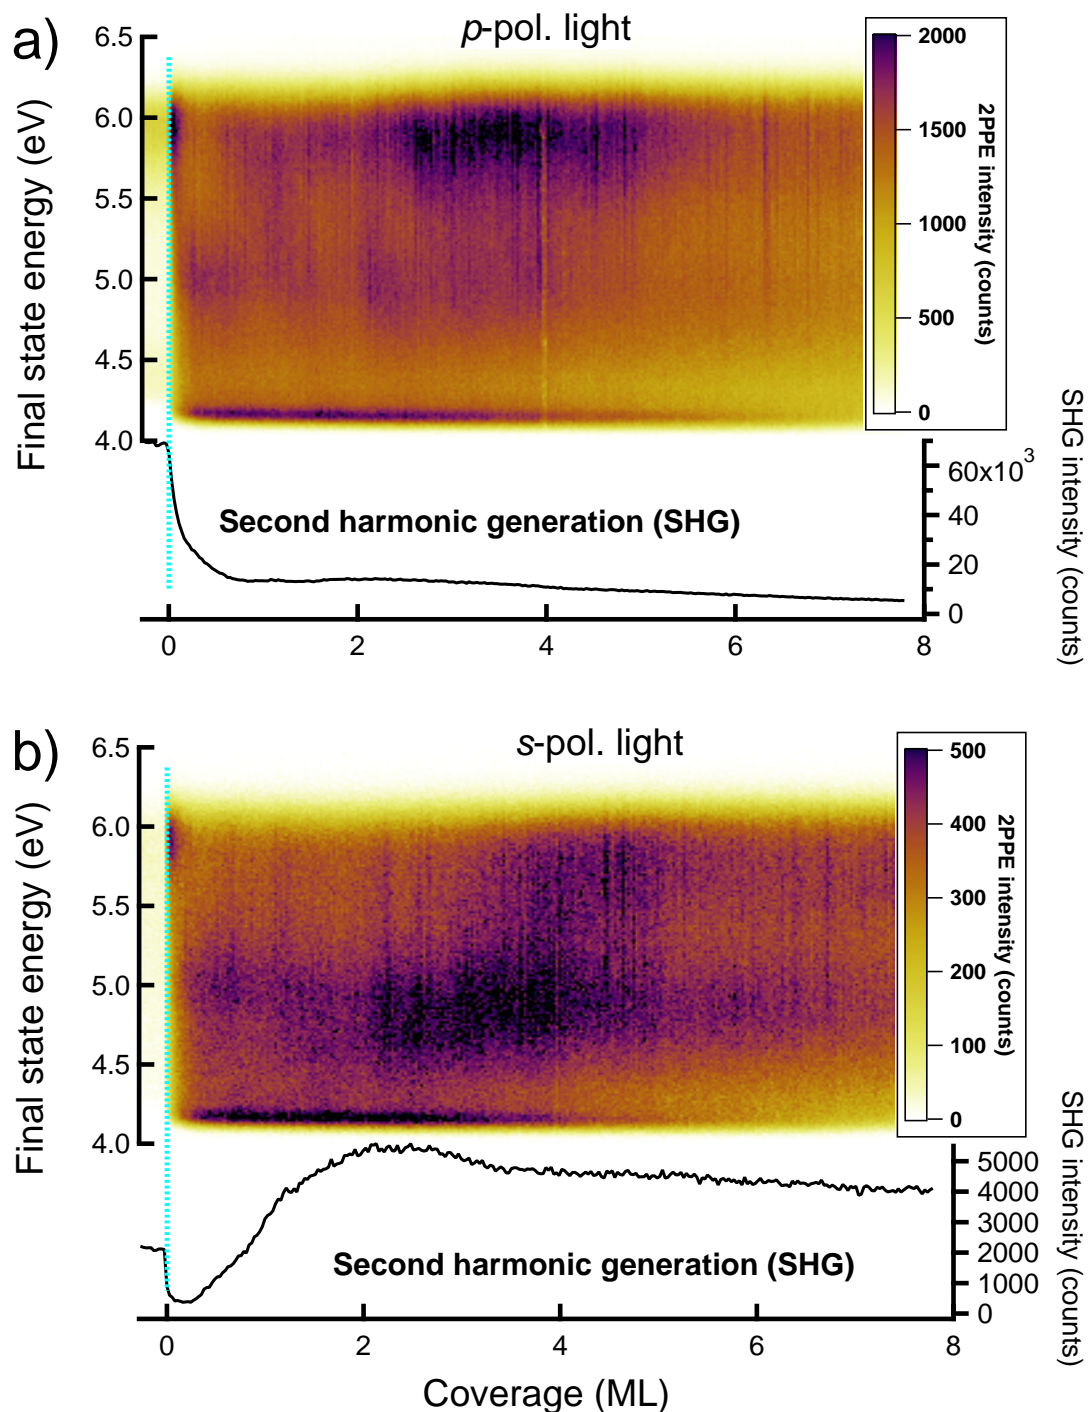 a)
p-pol. light
6.5
6.0
5.5
5.0
4.5
4.0
Final state energy (eV)
2000
1500
1000
500
0
2PPE intensity (counts)
60x10³
40
20
0
SHG intensity (counts)
Second harmonic generation (SHG)
0 2 4 6 8
b)
s-pol. light
6.5
6.0
5.5
5.0
4.5
4.0
Final state energy (eV)
500
400
300
200
100
0
2PPE intensity (counts)
5000
4000
3000
2000
1000
0
SHG intensity (counts)
Second harmonic generation (SHG)
0 2 4 6 8
Coverage (ML)